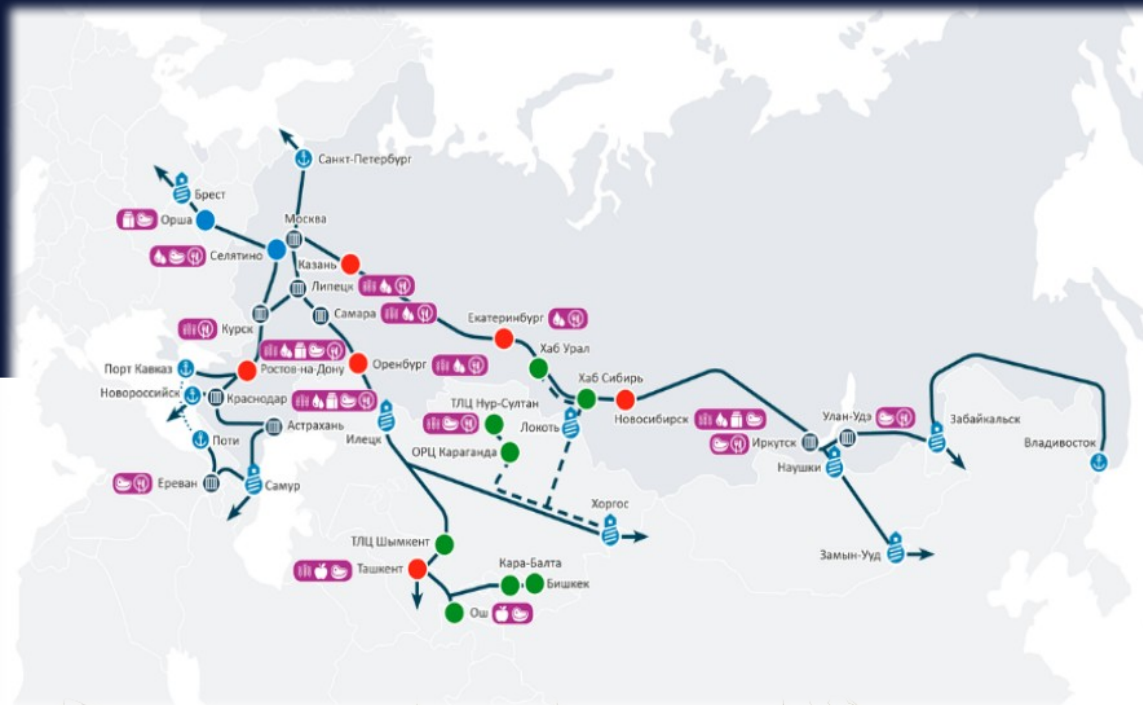 Санкт-Петербург
Брест
Орша
Москва
Селятино
Казань
Липецк
Самара
Екатеринбург
Курск
Хаб Урал
Порт Кавказ
Ростов-на-Дону
Оренбург
Хаб Сибирь
Новороссийск
Краснодар
ТЛЦ Нур-Султан
Новосибирск
Улан-Удэ
Забайкальск
Астрахань
Илецк
Локоть
Иркутск
Владивосток
Поти
ОРЦ Караганда
Наушки
Ереван
Самур
Хоргос
ТЛЦ Шымкент
Замын-Ууд
Ташкент
Кара-Балта
Бишкек
Ош